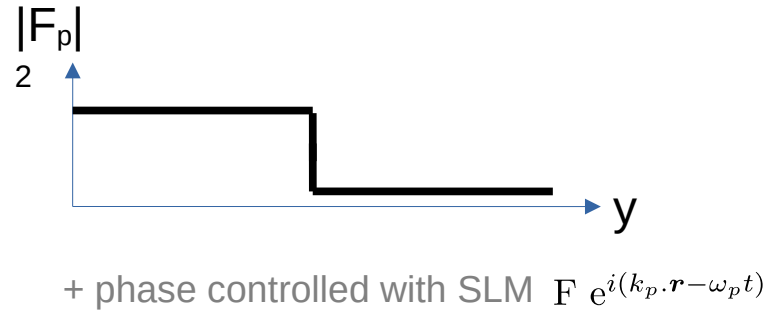 |Fₚ|
2
y
+ phase controlled with SLM F e^{i(k_p.r−ω_p t)}